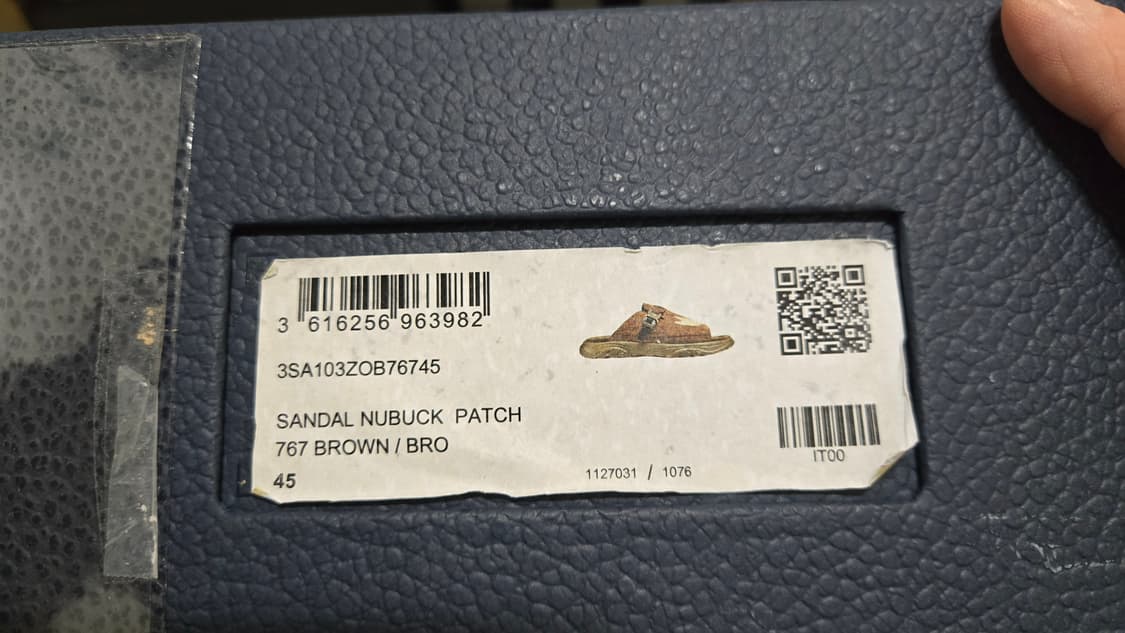 3 616256 963982
3SA103ZOB76745
SANDAL NUBUCK PATCH
767 BROWN / BRO
45
1127031 / 1076
IT00